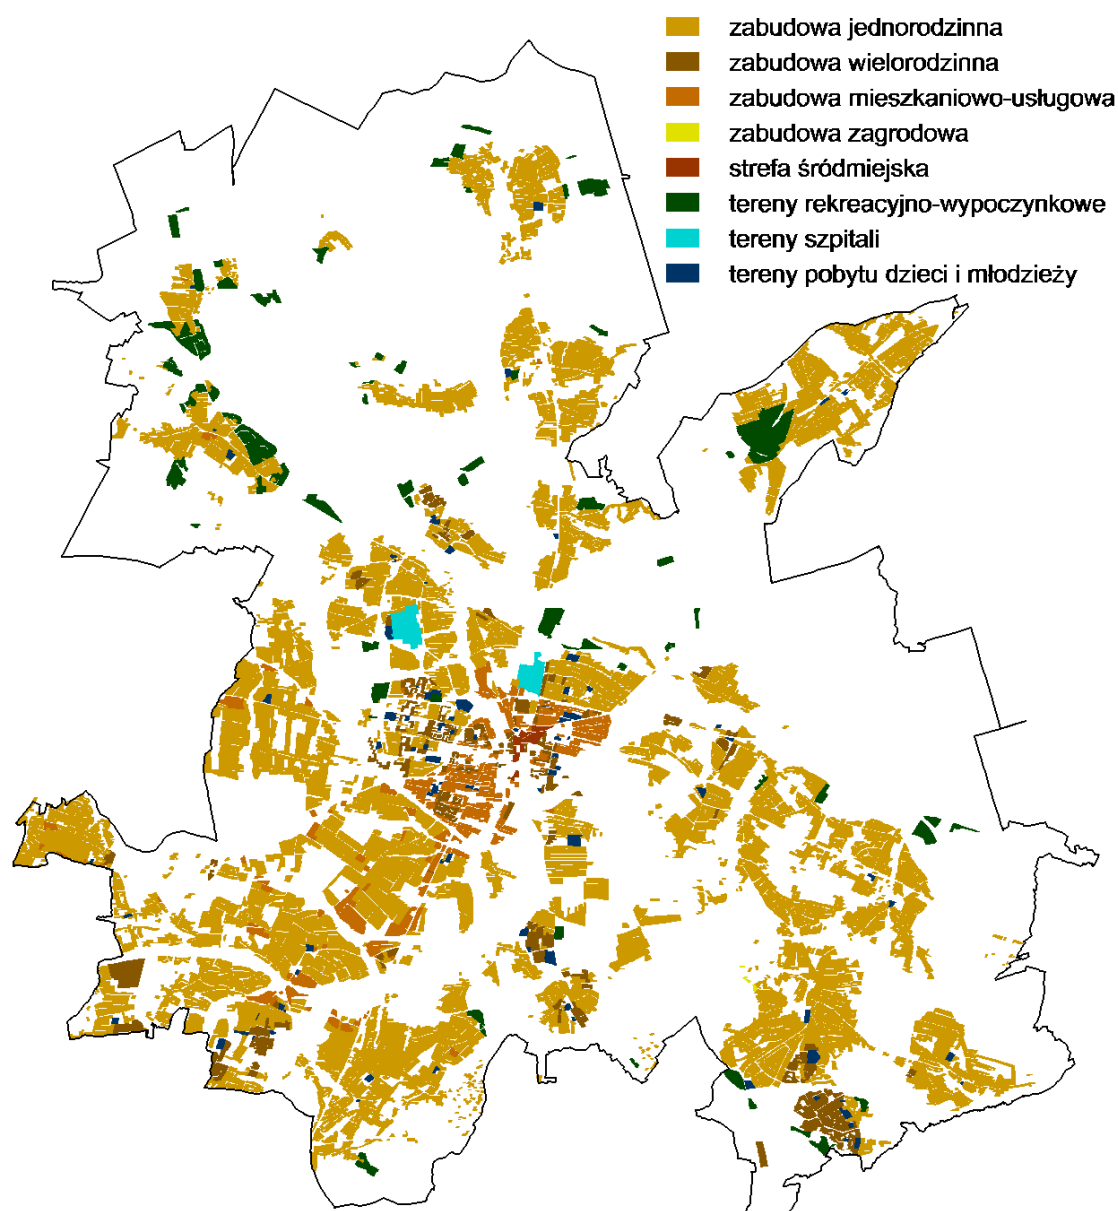 zabudowa jednorodzinna
zabudowa wielorodzinna
zabudowa mieszkaniowo-usługowa
zabudowa zagrodowa
strefa śródmiejska
tereny rekreacyjno-wypoczynkowe
tereny szpitali
tereny pobytu dzieci i młodzieży